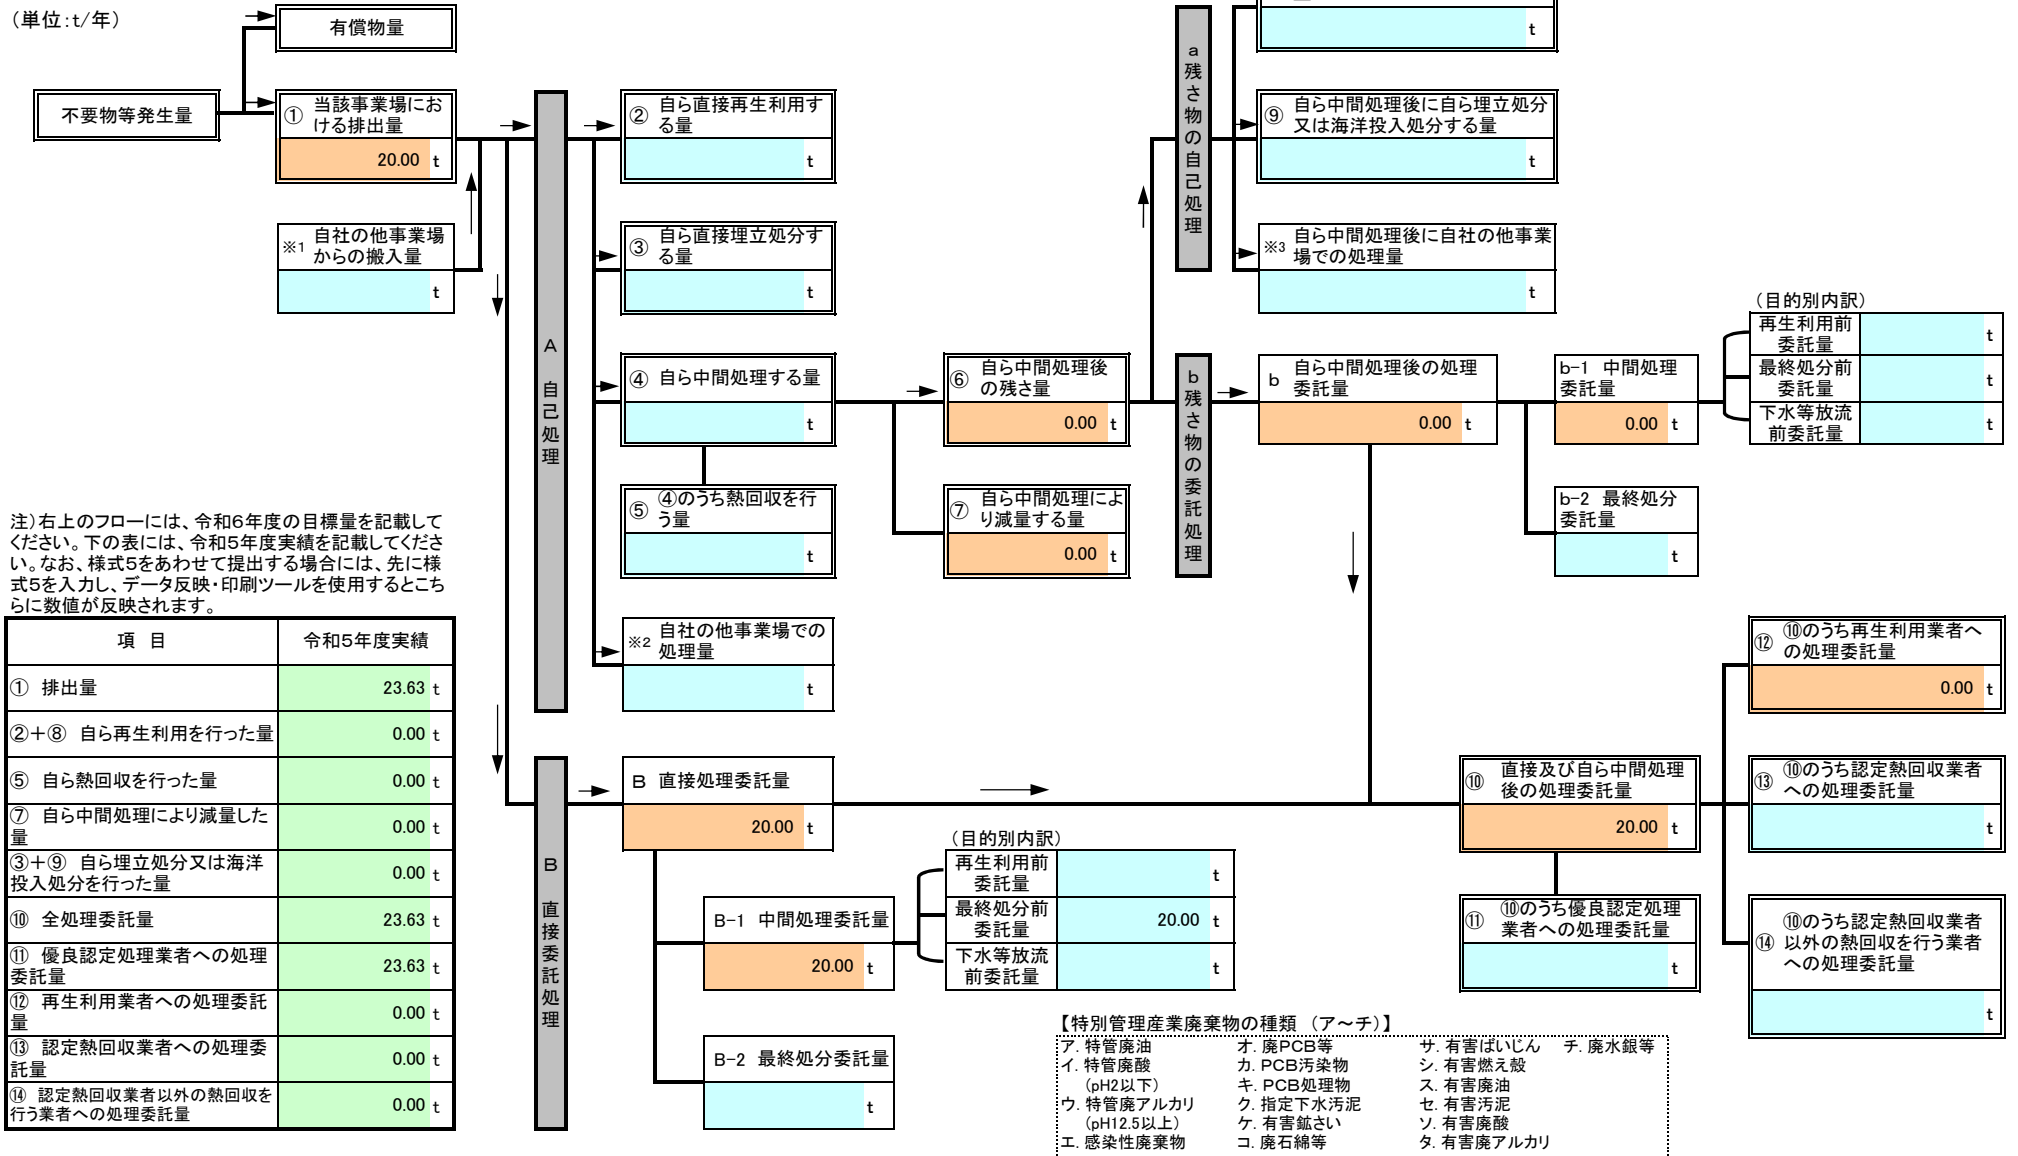 （単位:t/年）
有償物量
不要物等発生量
① 当該事業場にお
ける排出量
20.00 t
※1 自社の他事業場
からの搬入量
t
A 自己処理
② 自ら直接再生利用す
る量
t
③ 自ら直接埋立処分す
る量
t
④ 自ら中間処理する量
t
⑤ ④のうち熱回収を行
う量
t
※2 自社の他事業場での
処理量
t
⑥ 自ら中間処理後
の残さ量
0.00 t
⑦ 自ら中間処理によ
り減量する量
0.00 t
a 残さ物の自己処理
t
⑨ 自ら中間処理後に自ら埋立処分
又は海洋投入処分する量
t
※3 自ら中間処理後に自社の他事業
場での処理量
t
b 残さ物の委託処理
b 自ら中間処理後の処理
委託量
0.00 t
b-1 中間処理
委託量
0.00 t
（目的別内訳）
再生利用前
委託量
t
最終処分前
委託量
t
下水等放流
前委託量
t
b-2 最終処分
委託量
t
注）右上のフローには、令和6年度の目標量を記載して
ください。下の表には、令和5年度実績を記載してくださ
い。なお、様式5をあわせて提出する場合には、先に様
式5を入力し、データ反映・印刷ツールを使用するとこち
らに数値が反映されます。
項 目 令和5年度実績
① 排出量 23.63 t
②＋⑧ 自ら再生利用を行った量 0.00 t
⑤ 自ら熱回収を行った量 0.00 t
⑦ 自ら中間処理により減量した
量 0.00 t
③＋⑨ 自ら埋立処分又は海洋
投入処分を行った量 0.00 t
⑩ 全処理委託量 23.63 t
⑪ 優良認定処理業者への処理
委託量 23.63 t
⑫ 再生利用業者への処理委託
量 0.00 t
⑬ 認定熱回収業者への処理委
託量 0.00 t
⑭ 認定熱回収業者以外の熱回収を
行う業者への処理委託量 0.00 t
B 直接委託処理
B 直接処理委託量
20.00 t
B-1 中間処理委託量
20.00 t
（目的別内訳）
再生利用前
委託量
t
最終処分前
委託量
20.00 t
下水等放流
前委託量
t
B-2 最終処分委託量
t
⑩ 直接及び自ら中間処理
後の処理委託量
20.00 t
⑪ ⑩のうち優良認定処理
業者への処理委託量
t
⑫ ⑩のうち再生利用業者へ
の処理委託量
0.00 t
⑬ ⑩のうち認定熱回収業者
への処理委託量
t
⑭ ⑩のうち認定熱回収業者
以外の熱回収を行う業者
への処理委託量
t
【特別管理産業廃棄物の種類 （ア～チ）】
ア. 特管廃油 オ. 廃PCB等 サ. 有害ばいじん チ. 廃水銀等
イ. 特管廃酸 カ. PCB汚染物 シ. 有害燃え殻
（pH2以下） キ. PCB処理物 ス. 有害廃油
ウ. 特管廃アルカリ ク. 指定下水汚泥 セ. 有害汚泥
（pH12.5以上） ケ. 有害鉱さい ソ. 有害廃酸
エ. 感染性廃棄物 コ. 廃石綿等 タ. 有害廃アルカリ